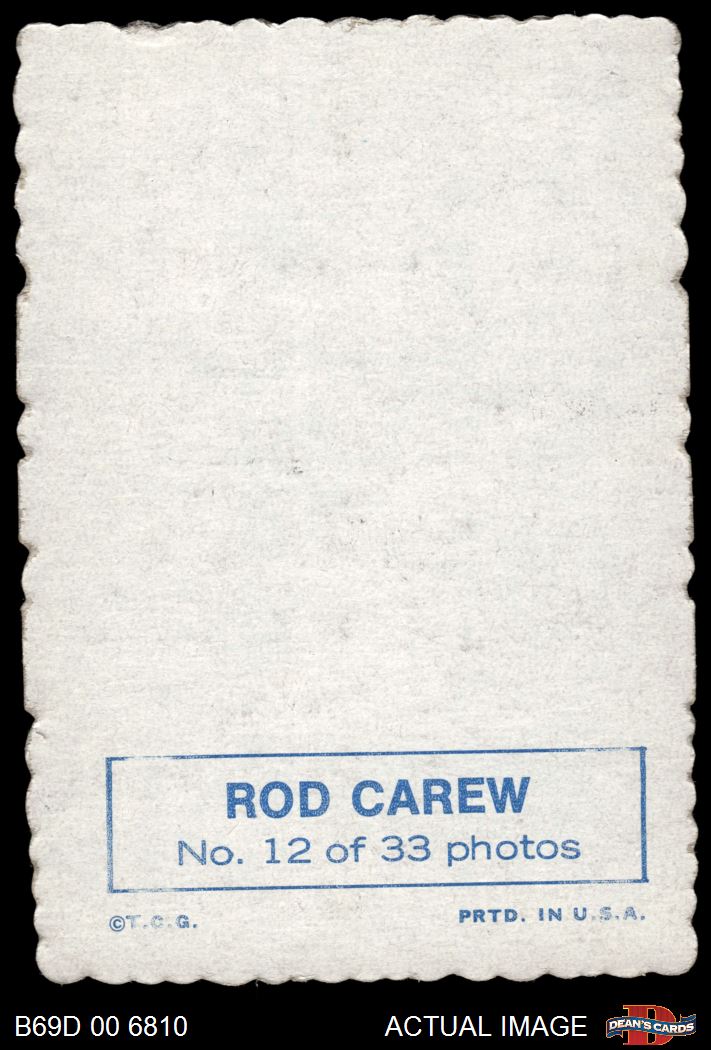 ROD CAREW
No. 12 of 33 photos
©T.C.G.
PRTD. IN U.S.A.
B69D 00 6810
ACTUAL IMAGE
D
DEAN'S CARDS